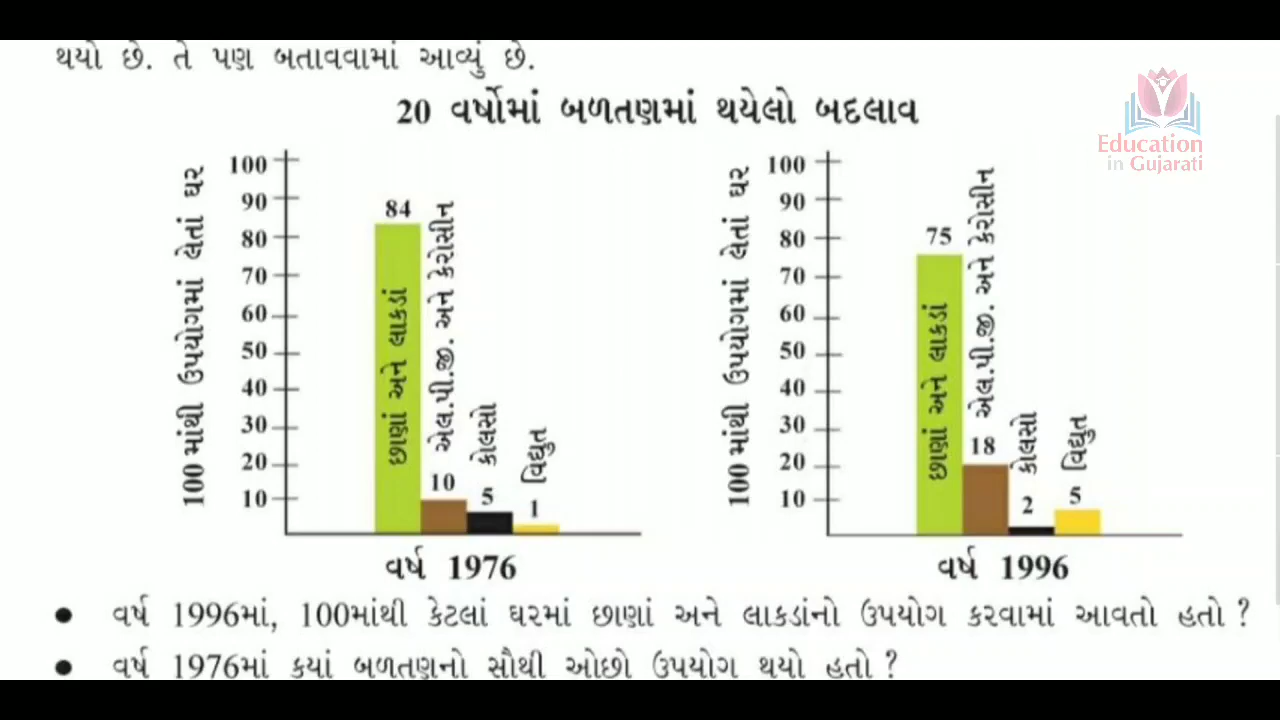 થયો છે. તે પણ બતાવવામાં આવ્યું છે.
20 વર્ષોમાં બળતણમાં થયેલો બદલાવ
Education
in Gujarati
100માંથી ઉપયોગમાં લેતાં ઘર
100
90
80
70
60
50
40
30
20
10
84
છાણાં અને લાકડાં
10
એલ.પી.જી. અને કેરોસીન
5
કોલસો
1
વિદ્યુત
વર્ષ 1976
100માંથી ઉપયોગમાં લેતાં ઘર
100
90
80
70
60
50
40
30
20
10
75
છાણાં અને લાકડાં
18
એલ.પી.જી. અને કેરોસીન
2
કોલસો
5
વિદ્યુત
વર્ષ 1996
• વર્ષ 1996માં, 100માંથી કેટલાં ઘરમાં છાણાં અને લાકડાંનો ઉપયોગ કરવામાં આવતો હતો ?
• વર્ષ 1976માં કયાં બળતણનો સૌથી ઓછો ઉપયોગ થયો હતો ?